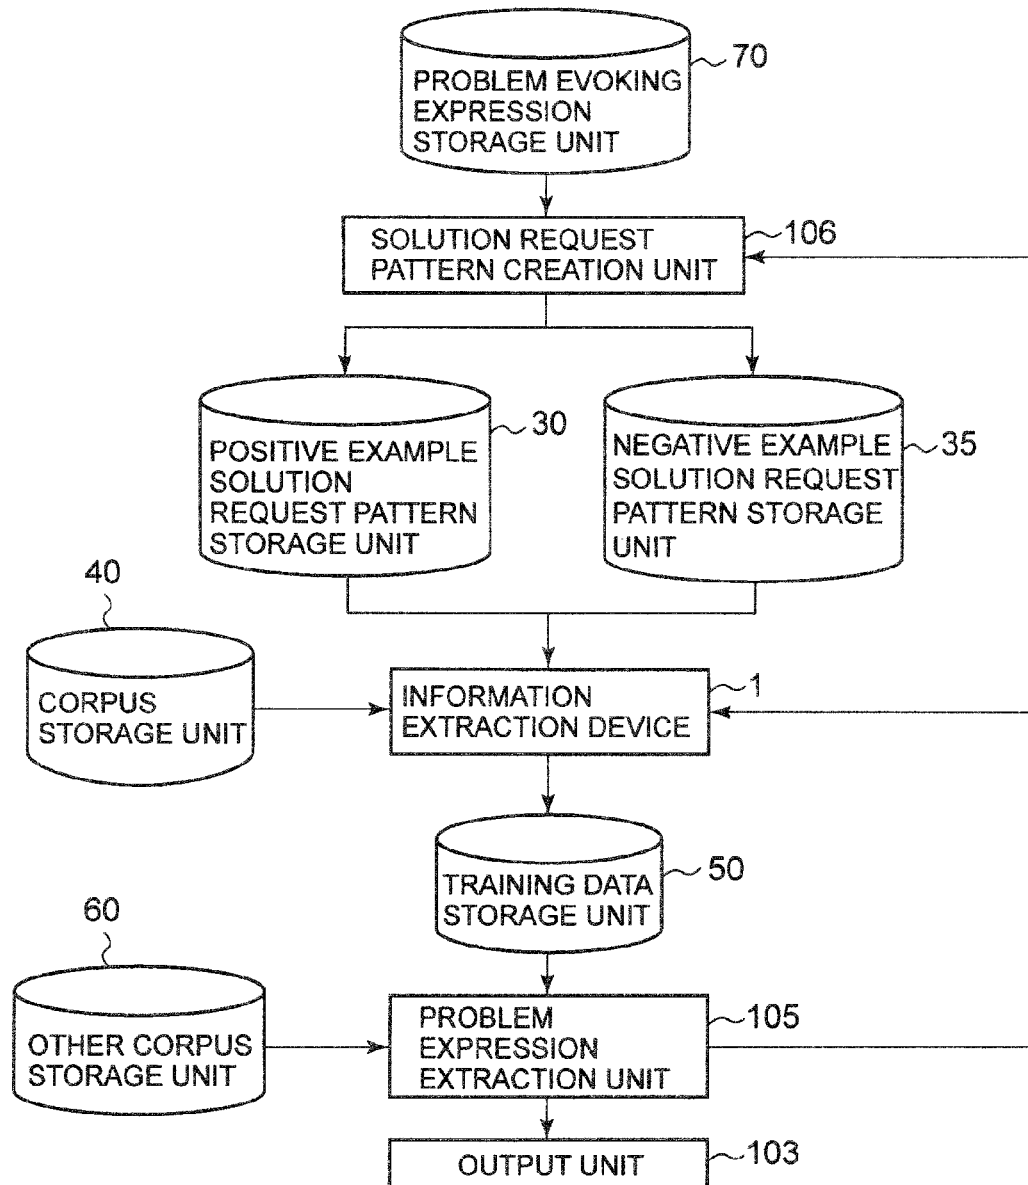 70
PROBLEM EVOKING
EXPRESSION
STORAGE UNIT
106
SOLUTION REQUEST
PATTERN CREATION UNIT
30
POSITIVE EXAMPLE
SOLUTION
REQUEST PATTERN
STORAGE UNIT
35
NEGATIVE EXAMPLE
SOLUTION REQUEST
PATTERN STORAGE
UNIT
40
CORPUS
STORAGE UNIT
1
INFORMATION
EXTRACTION DEVICE
50
TRAINING DATA
STORAGE UNIT
60
OTHER CORPUS
STORAGE UNIT
105
PROBLEM
EXPRESSION
EXTRACTION UNIT
103
OUTPUT UNIT